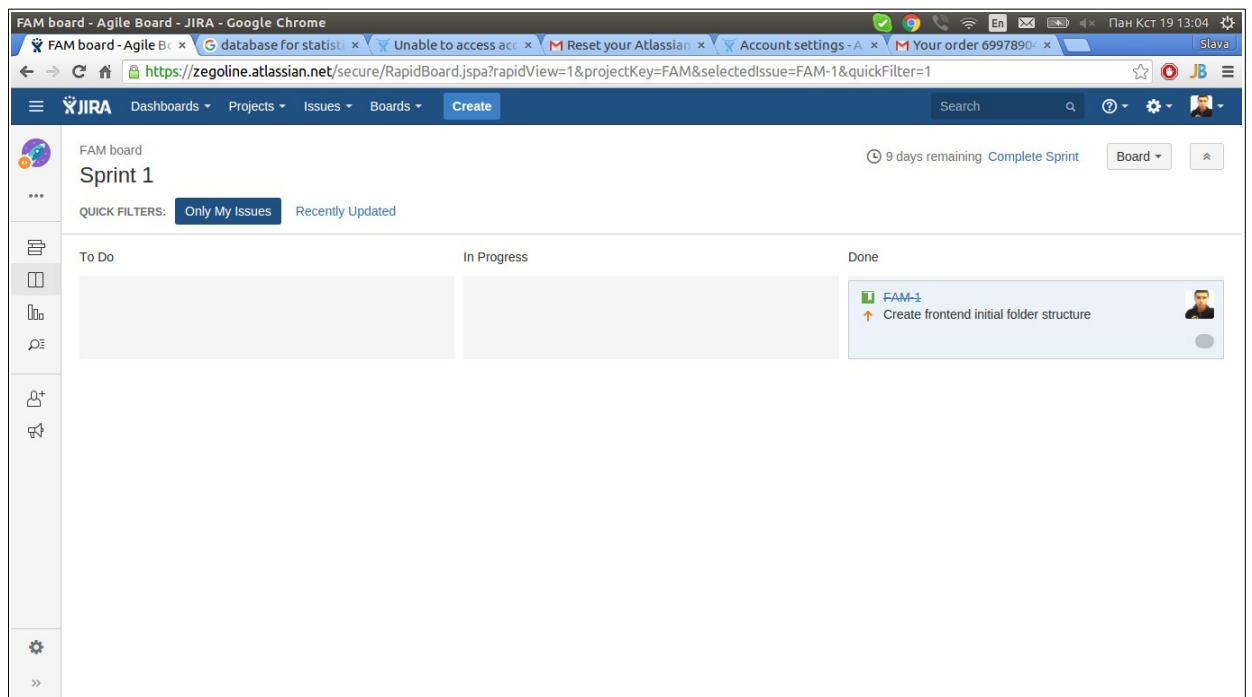 FAM board - Agile Board - JIRA - Google Chrome
En
Пан Кст 19 13:04
FAM board - Agile Bo
database for statisti
Unable to access acc
Reset your Atlassian
Account settings - A
Your order 69978904
Slava
https://zegoline.atlassian.net/secure/RapidBoard.jspa?rapidView=1&projectKey=FAM&selectedIssue=FAM-1&quickFilter=1
JB
JIRA
Dashboards
Projects
Issues
Boards
Create
Search
FAM board
Sprint 1
9 days remaining Complete Sprint
Board
QUICK FILTERS: Only My Issues Recently Updated
To Do
In Progress
Done
FAM-1
Create frontend initial folder structure